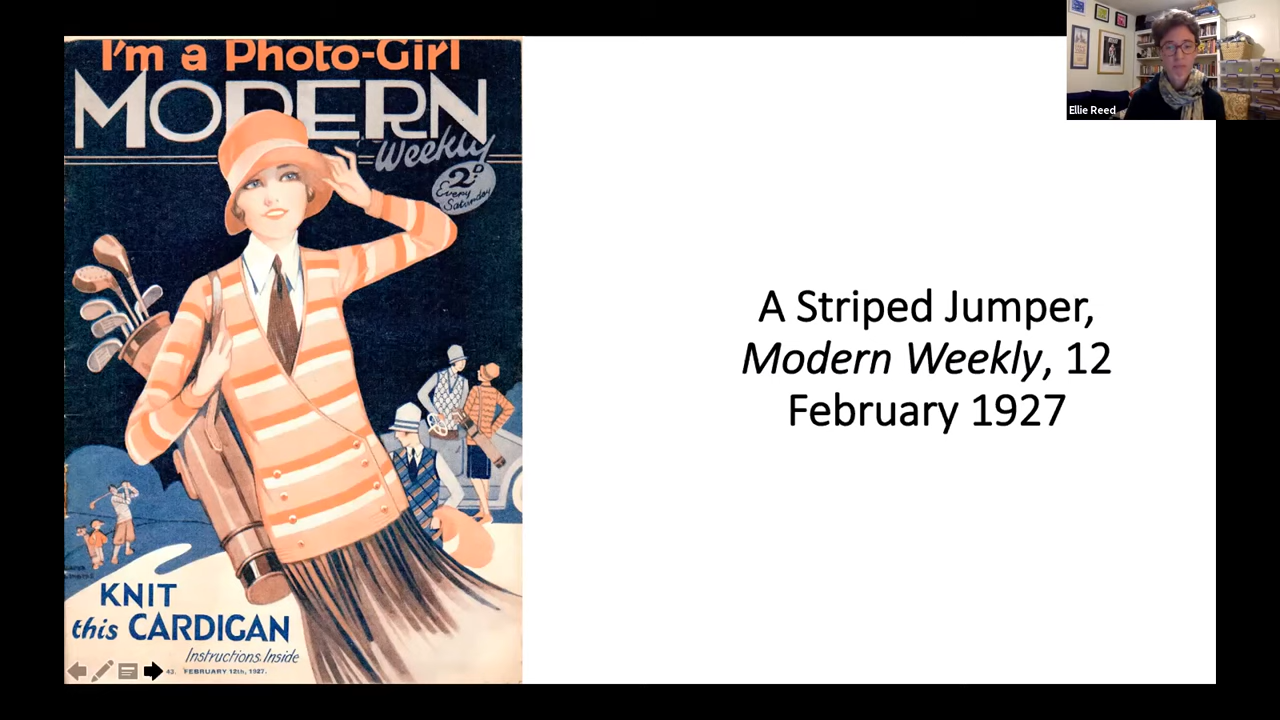 I'm a Photo-Girl
MODERN
Weekly
2D
Every
Saturday
KNIT
this CARDIGAN
Instructions Inside
43. FEBRUARY 12th, 1927.
A Striped Jumper,
Modern Weekly, 12
February 1927
Ellie Reed